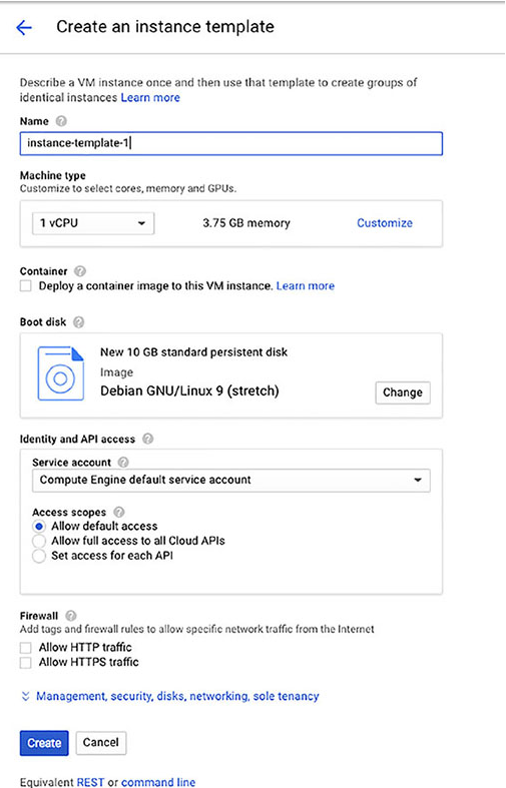 Create an instance template
Describe a VM instance once and then use that template to create groups of
identical instances Learn more
Name
instance-template-1
Machine type
Customize to select cores, memory and GPUs.
1 vCPU 3.75 GB memory Customize
Container
Deploy a container image to this VM instance. Learn more
Boot disk
New 10 GB standard persistent disk
Image
Debian GNU/Linux 9 (stretch)
Change
Identity and API access
Service account
Compute Engine default service account
Access scopes
Allow default access
Allow full access to all Cloud APIs
Set access for each API
Firewall
Add tags and firewall rules to allow specific network traffic from the Internet
Allow HTTP traffic
Allow HTTPS traffic
Management, security, disks, networking, sole tenancy
Create Cancel
Equivalent REST or command line